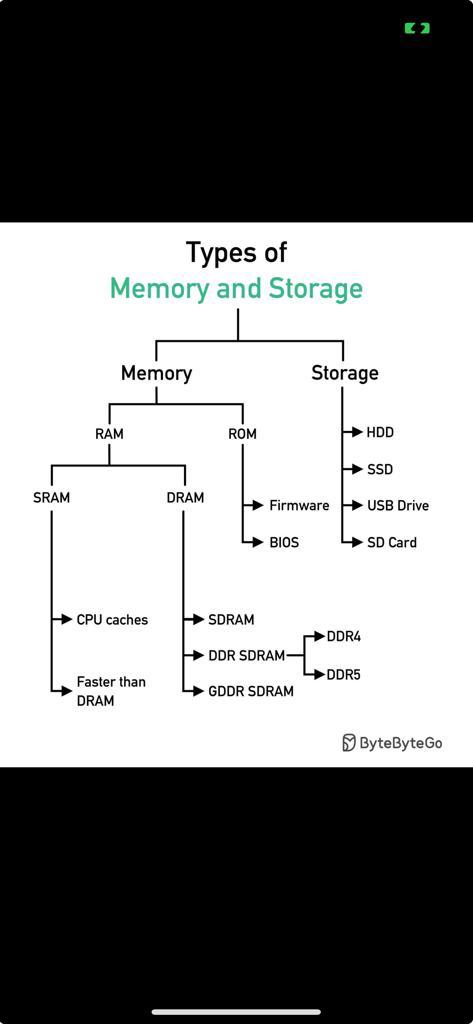 Types of
Memory and Storage
Memory
Storage
RAM
ROM
HDD
SSD
SRAM
DRAM
Firmware
USB Drive
BIOS
SD Card
CPU caches
SDRAM
DDR4
DDR SDRAM
DDR5
Faster than
DRAM
GDDR SDRAM
ByteByteGo